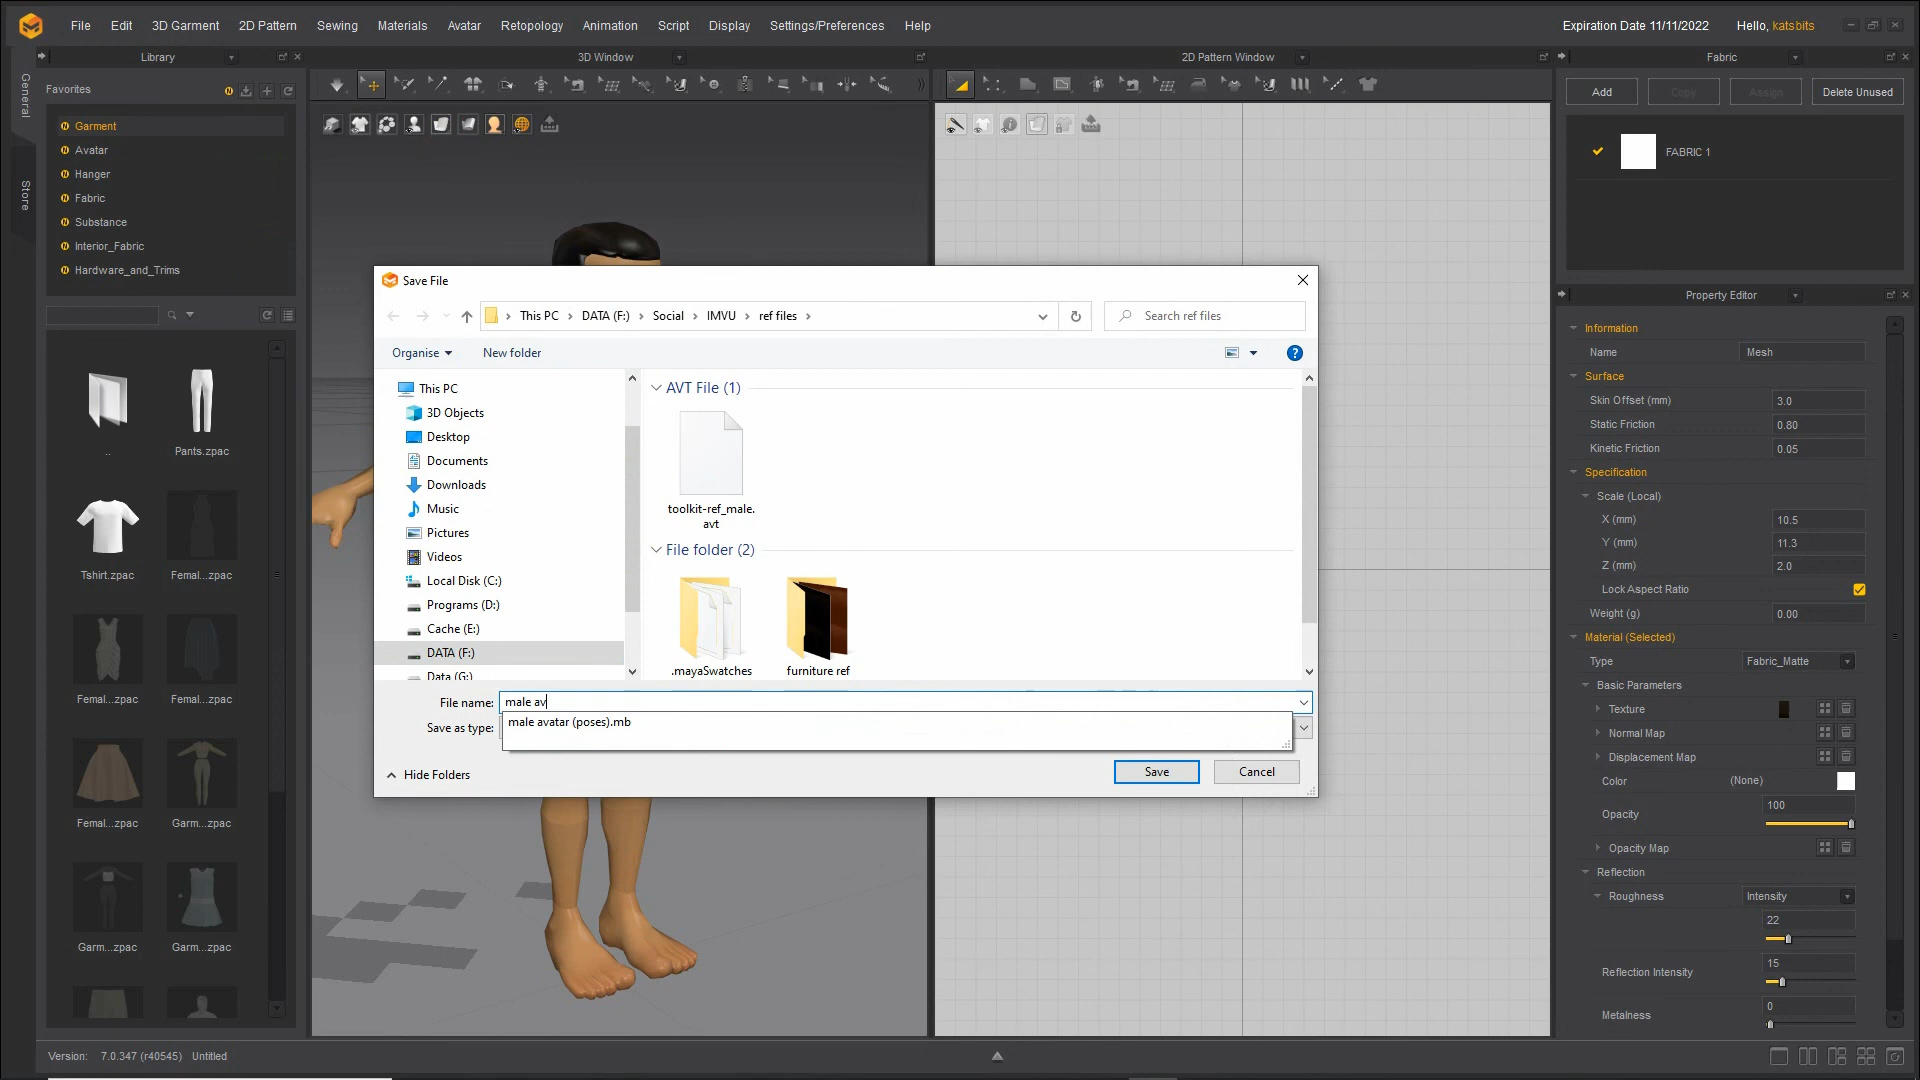 File Edit 3D Garment 2D Pattern Sewing Materials Avatar Retopology Animation Script Display Settings/Preferences Help
Expiration Date 11/11/2022 Hello, katsbits
Library
3D Window
2D Pattern Window
Fabric
General
Store
Favorites
Garment
Avatar
Hanger
Fabric
Substance
Interior_Fabric
Hardware_and_Trims
..
Pants.zpac
Tshirt.zpac
Femal...zpac
Femal...zpac
Femal...zpac
Femal...zpac
Garm...zpac
Garm...zpac
Garm...zpac
Save File
This PC DATA (F:) Social IMVU ref files
Search ref files
Organise
New folder
This PC
3D Objects
Desktop
Documents
Downloads
Music
Pictures
Videos
Local Disk (C:)
Programs (D:)
Cache (E:)
DATA (F:)
Data (G:)
AVT File (1)
toolkit-ref_male.
avt
File folder (2)
.mayaSwatches
furniture ref
File name: male av
male avatar (poses).mb
Save as type:
Hide Folders
Save
Cancel
Add Copy Assign Delete Unused
FABRIC 1
Property Editor
Information
Name Mesh
Surface
Skin Offset (mm) 3.0
Static Friction 0.80
Kinetic Friction 0.05
Specification
Scale (Local)
X (mm) 10.5
Y (mm) 11.3
Z (mm) 2.0
Lock Aspect Ratio
Weight (g) 0.00
Material (Selected)
Type Fabric_Matte
Basic Parameters
Texture
Normal Map
Displacement Map
Color (None)
Opacity 100
Opacity Map
Reflection
Roughness Intensity
22
Reflection Intensity 15
Metalness 0
Version: 7.0.347 (r40545) Untitled